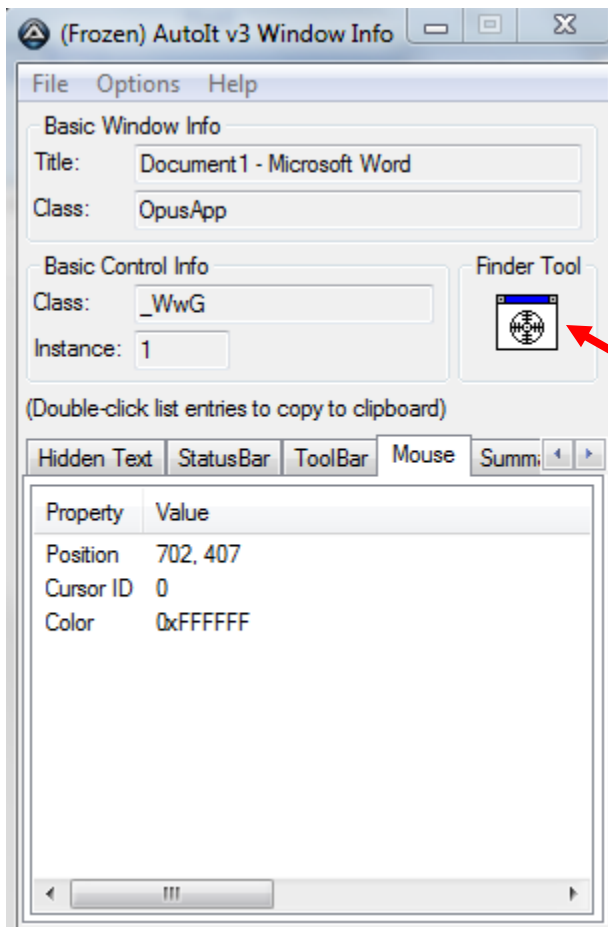 (Frozen) AutoIt v3 Window Info
File Options Help
Basic Window Info
Title: Document1 - Microsoft Word
Class: OpusApp
Basic Control Info Finder Tool
Class: _WwG
Instance: 1
(Double-click list entries to copy to clipboard)
Hidden Text StatusBar ToolBar Mouse Summ
Property Value
Position 702, 407
Cursor ID 0
Color 0xFFFFFF